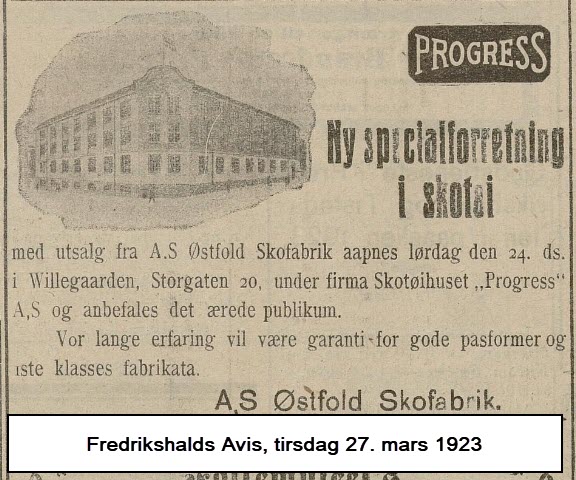 PROGRESS
Ny specialforretning
i skotøi
med utsalg fra A.S Østfold Skofabrik aapnes lørdag den 24. ds.
i Willegaarden, Storgaten 20, under firma Skotøihuset „Progress“
A,S og anbefales det ærede publikum.
Vor lange erfaring vil være garanti for gode pasformer og
1ste klasses fabrikata.
A,S Østfold Skofabrik.
Fredrikshalds Avis, tirsdag 27. mars 1923